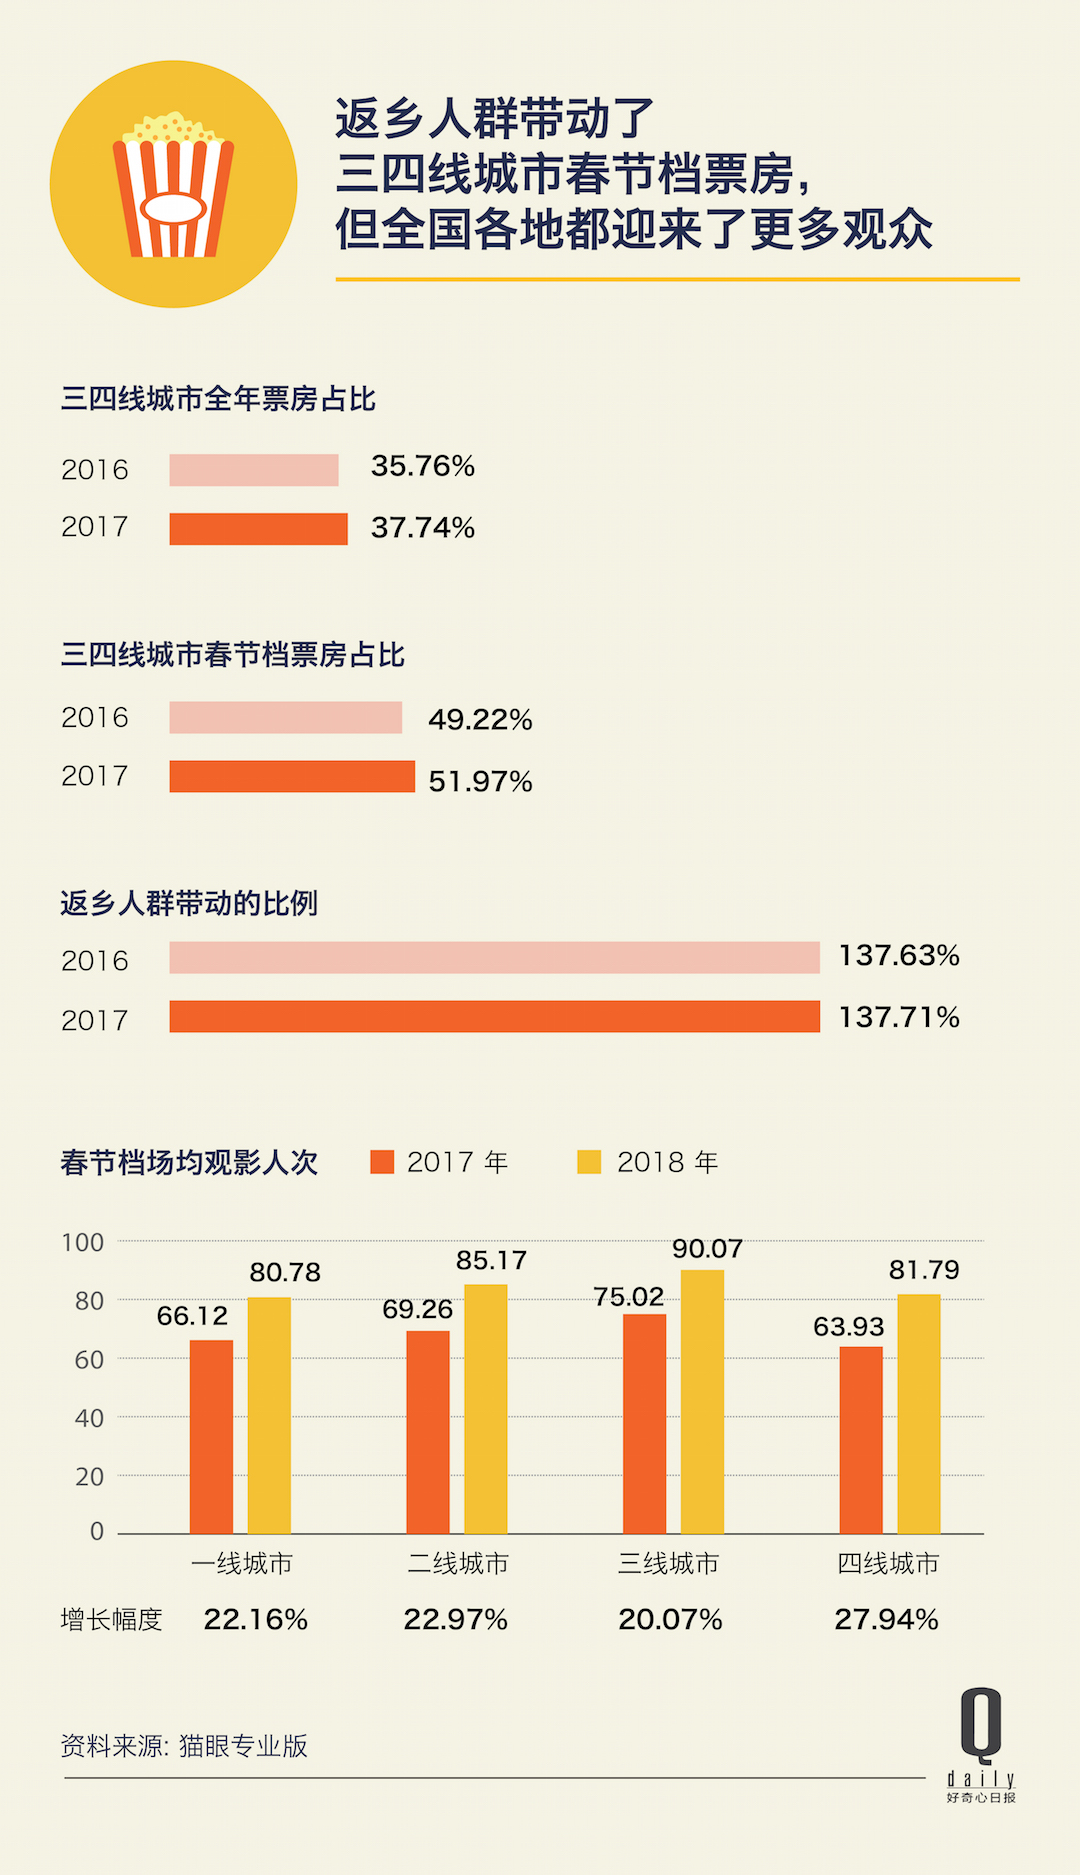 返乡人群带动了
三四线城市春节档票房，
但全国各地都迎来了更多观众
三四线城市全年票房占比
2016 35.76%
2017 37.74%
三四线城市春节档票房占比
2016 49.22%
2017 51.97%
返乡人群带动的比例
2016 137.63%
2017 137.71%
春节档场均观影人次 2017 年 2018 年
100
80
60
40
20
0
66.12 80.78 69.26 85.17 75.02 90.07 63.93 81.79
一线城市 二线城市 三线城市 四线城市
增长幅度 22.16% 22.97% 20.07% 27.94%
资料来源: 猫眼专业版
Q
daily
好奇心日报